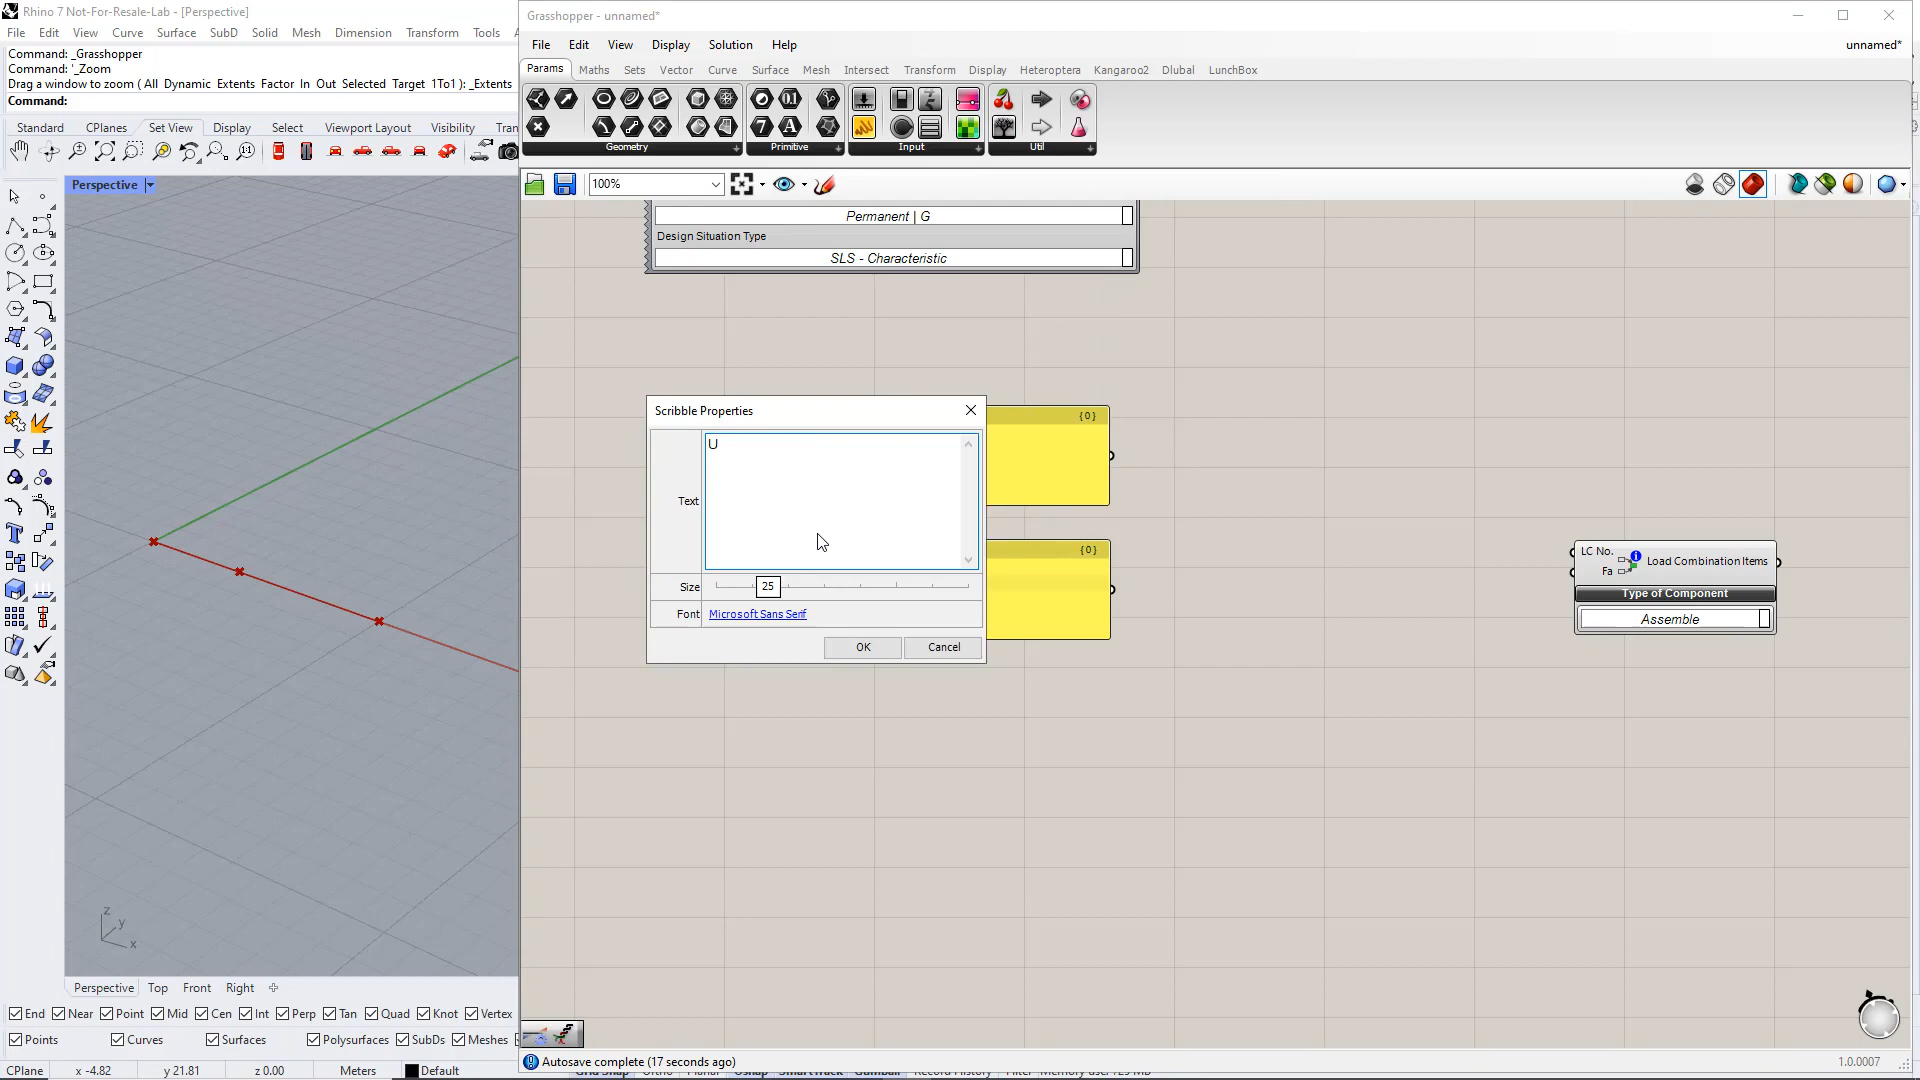 Rhino 7 Not-For-Resale-Lab - [Perspective]
File Edit View Curve Surface SubD Solid Mesh Dimension Transform Tools
Command: _Grasshopper
Command: '_Zoom
Drag a window to zoom ( All Dynamic Extents Factor In Out Selected Target 1To1 ): _Extents
Command:
Standard CPlanes Set View Display Select Viewport Layout Visibility Tran
Perspective
z
y
x
Perspective Top Front Right
End Near Point Mid Cen Int Perp Tan Quad Knot Vertex
Points Curves Surfaces Polysurfaces SubDs Meshes
CPlane x -4.82 y 21.81 z 0.00 Meters Default
Grasshopper - unnamed*
File Edit View Display Solution Help unnamed*
Params Maths Sets Vector Curve Surface Mesh Intersect Transform Display Heteroptera Kangaroo2 Dlubal LunchBox
Geometry Primitive Input Util
100%
Permanent | G
Design Situation Type
SLS - Characteristic
{0}
{0}
Scribble Properties
Text U
Size 25
Font Microsoft Sans Serif
OK Cancel
LC No.
Fa
Load Combination Items
Type of Component
Assemble
Autosave complete (17 seconds ago) 1.0.0007